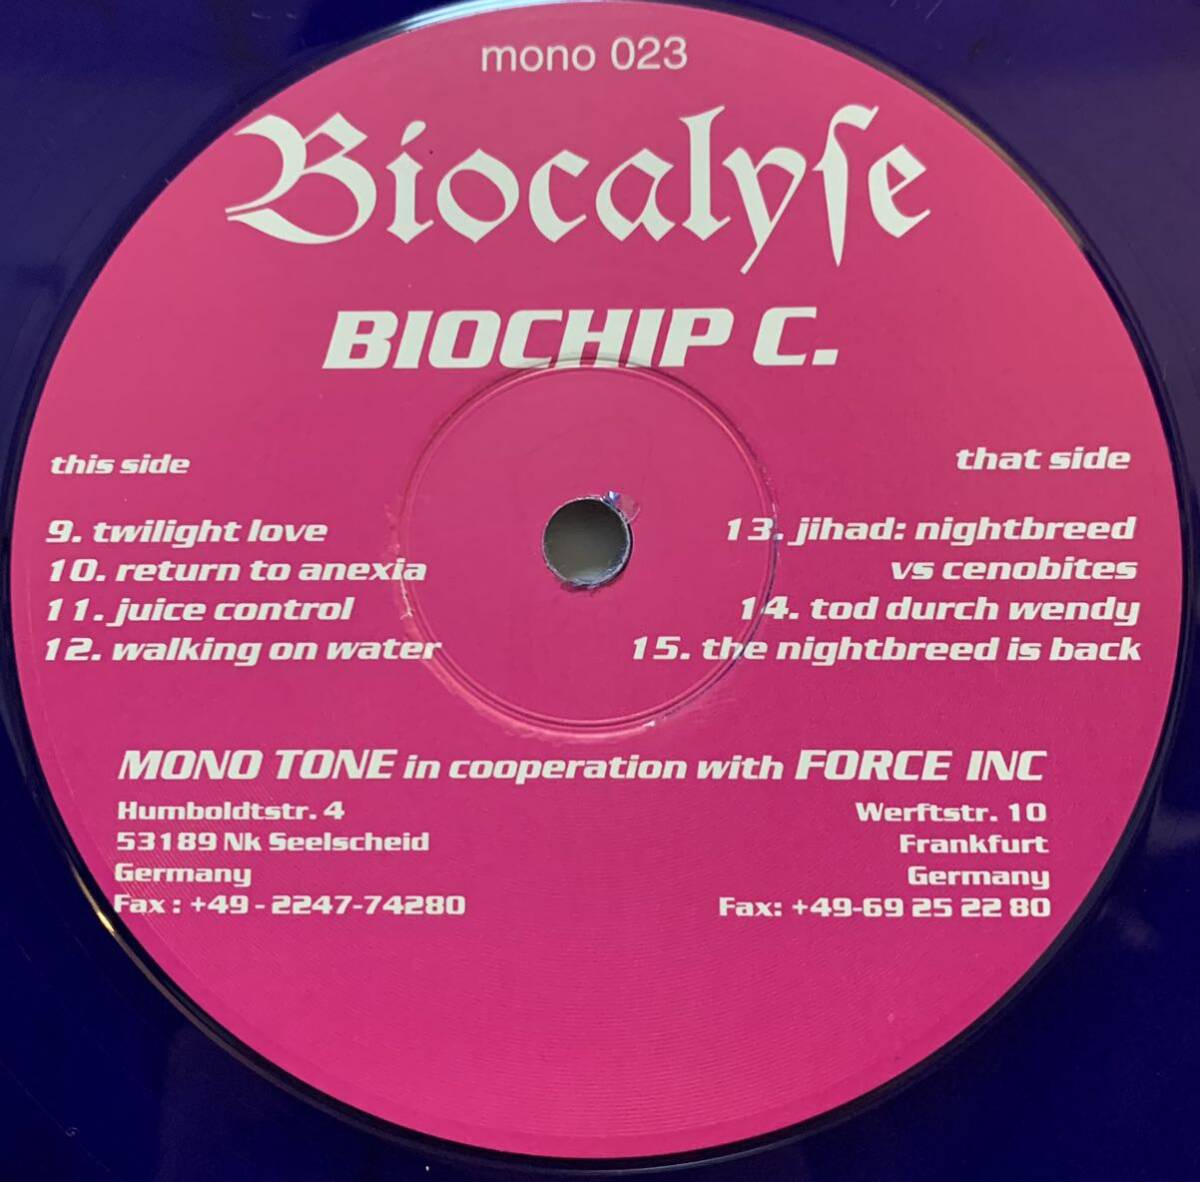 mono 023
Biocalyſe
BIOCHIP C.
this side
9. twilight love
10. return to anexia
11. juice control
12. walking on water
that side
13. jihad: nightbreed
vs cenobites
14. tod durch wendy
15. the nightbreed is back
MONO TONE in cooperation with FORCE INC
Humboldtstr. 4
53189 Nk Seelscheid
Germany
Fax : +49 - 2247-74280
Werftstr. 10
Frankfurt
Germany
Fax: +49-69 25 22 80